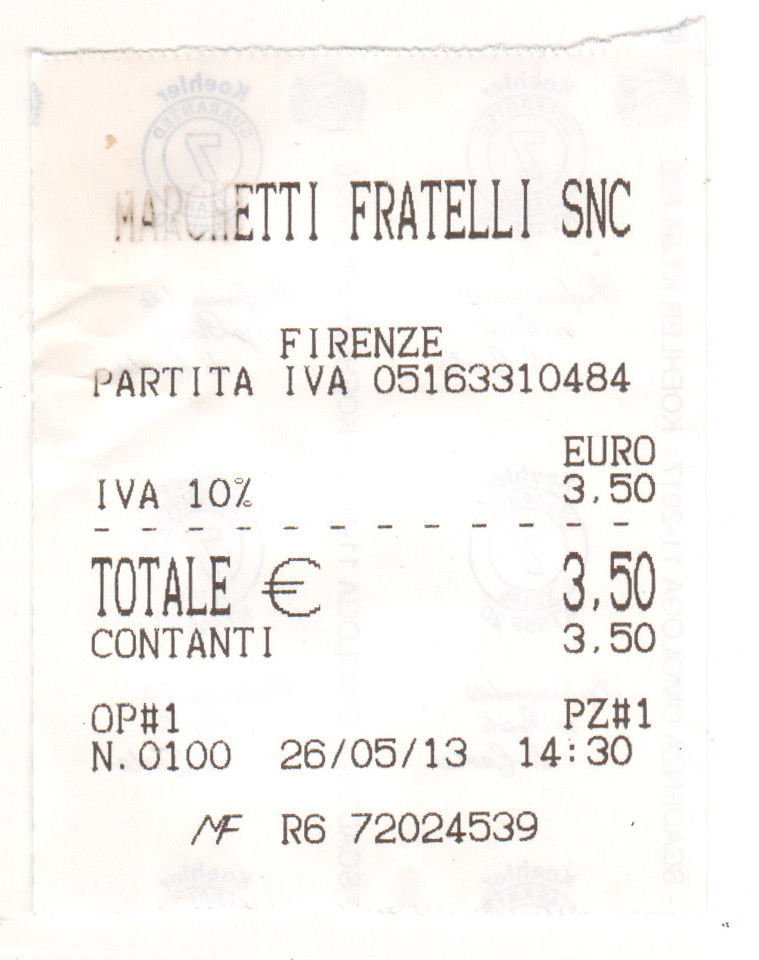 MARCHETTI FRATELLI SNC
FIRENZE
PARTITA IVA 05163310484
EURO
IVA 10% 3,50
- - - - - - - - - - - -
TOTALE € 3,50
CONTANTI 3,50
OP#1 PZ#1
N.0100 26/05/13 14:30
MF R6 72024539